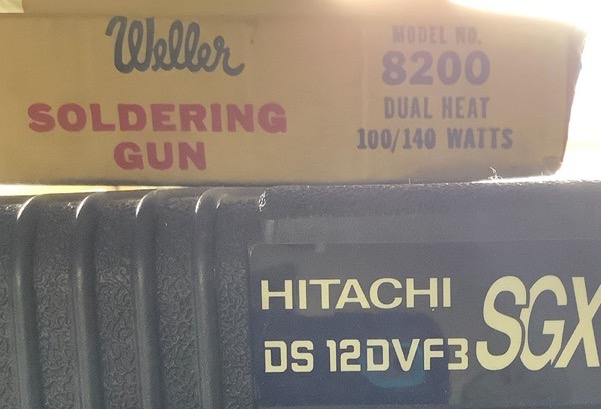 Weller
SOLDERING
GUN
MODEL NO.
8200
DUAL HEAT
100/140 WATTS
HITACHI
DS 12DVF3
SGX